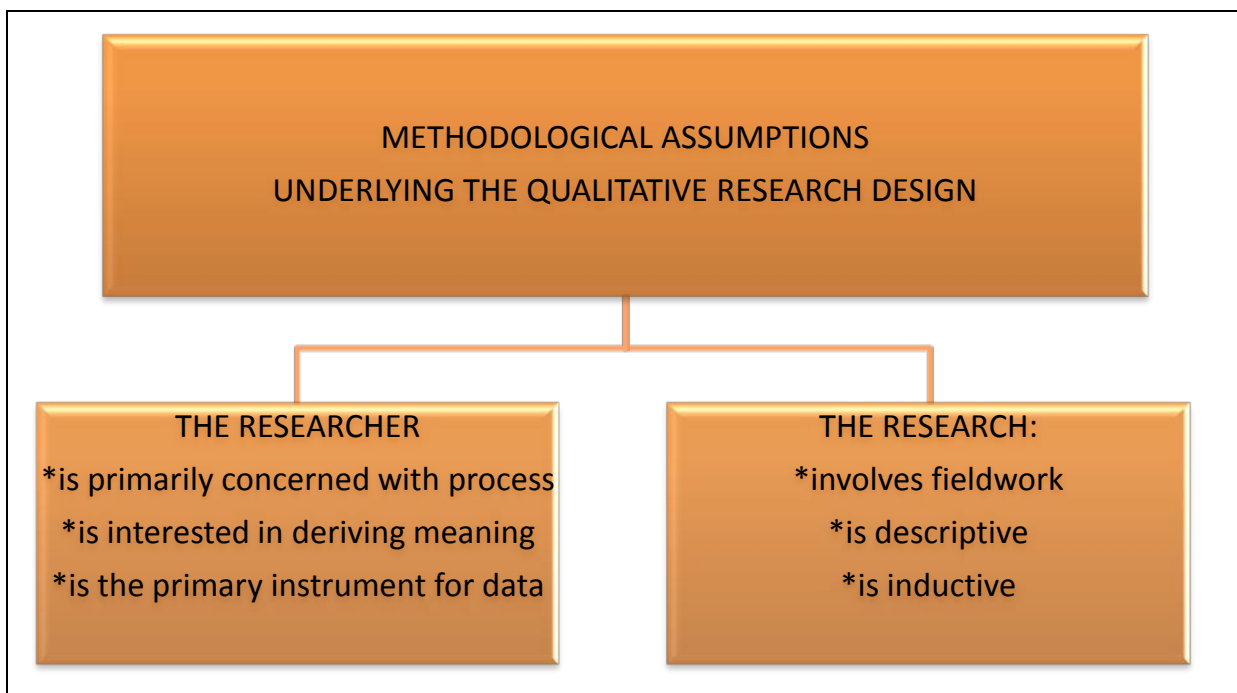 METHODOLOGICAL ASSUMPTIONS
UNDERLYING THE QUALITATIVE RESEARCH DESIGN
THE RESEARCHER
*is primarily concerned with process
*is interested in deriving meaning
*is the primary instrument for data
THE RESEARCH:
*involves fieldwork
*is descriptive
*is inductive